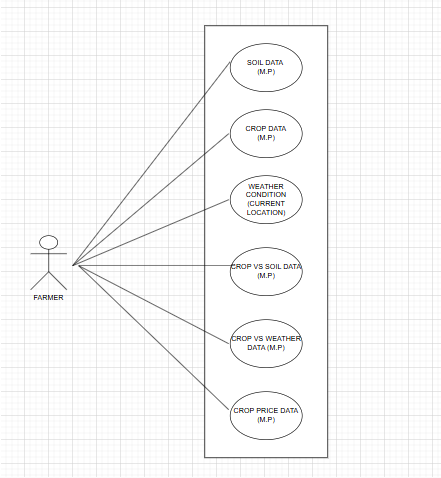 SOIL DATA
(M.P)
CROP DATA
(M.P)
WEATHER
CONDITION
(CURRENT
LOCATION)
CROP VS SOIL DATA
(M.P)
CROP VS WEATHER
DATA (M.P)
CROP PRICE DATA
(M.P)
FARMER